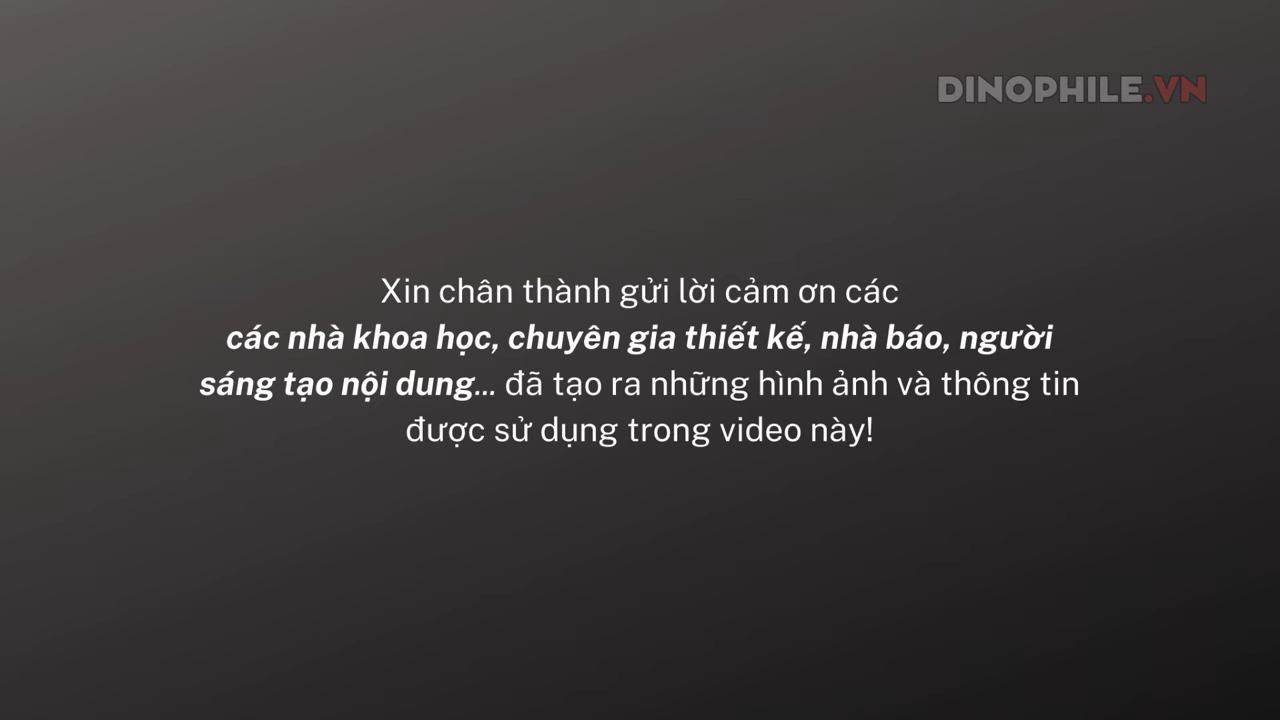 DINOPHILE.VN
Xin chân thành gửi lời cảm ơn các
các nhà khoa học, chuyên gia thiết kế, nhà báo, người
sáng tạo nội dung... đã tạo ra những hình ảnh và thông tin
được sử dụng trong video này!